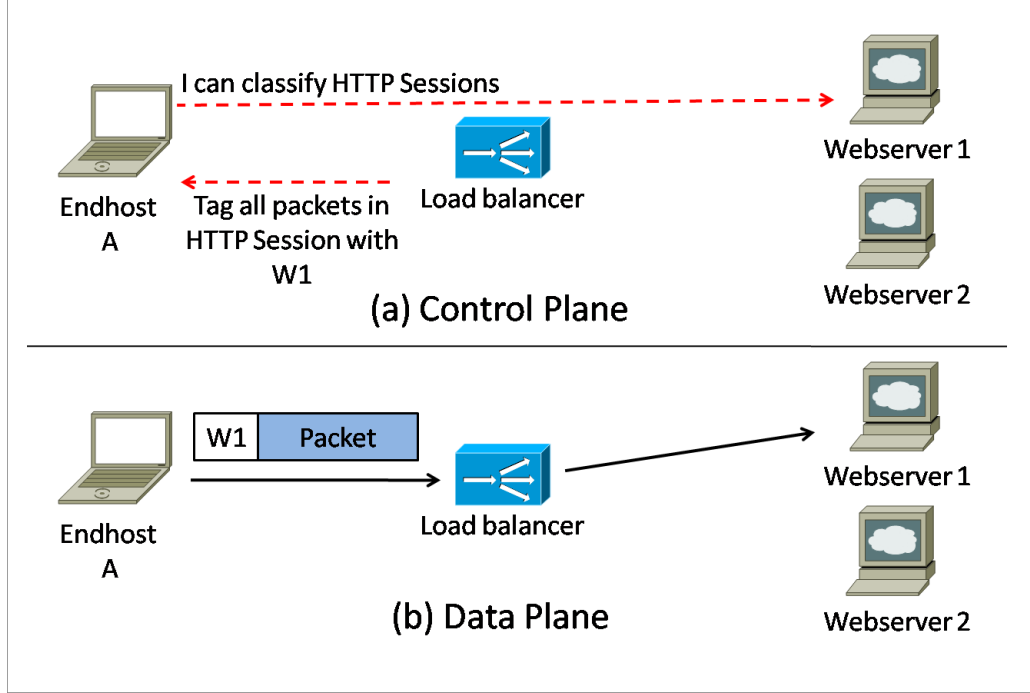 I can classify HTTP Sessions
Webserver 1
Load balancer
Endhost
A
Tag all packets in
HTTP Session with
W1
Webserver 2
(a) Control Plane
W1
Packet
Webserver 1
Load balancer
Endhost
A
Webserver 2
(b) Data Plane